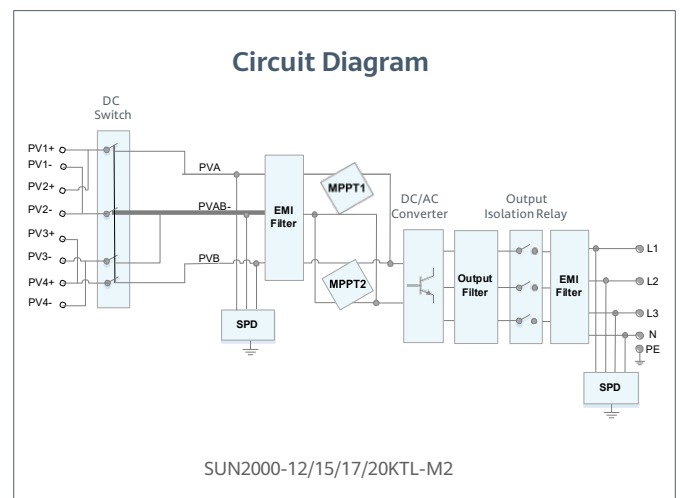 Circuit Diagram
DC
Switch
PV1+
PV1-
PV2+
PV2-
PV3+
PV3-
PV4+
PV4-
PVA
PVAB-
PVB
EMI
Filter
SPD
MPPT1
MPPT2
DC/AC
Converter
Output
Filter
Output
Isolation Relay
EMI
Filter
L1
L2
L3
N
PE
SPD
SUN2000-12/15/17/20KTL-M2